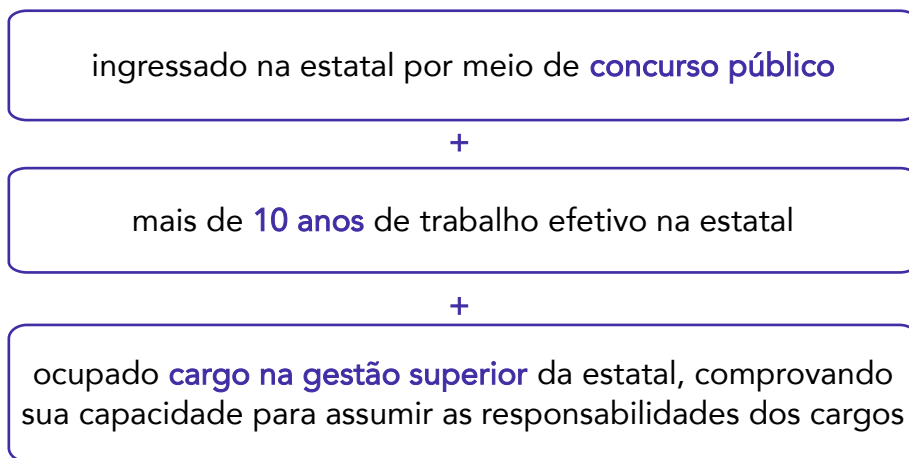 ingressado na estatal por meio de concurso público
+
mais de 10 anos de trabalho efetivo na estatal
+
ocupado cargo na gestão superior da estatal, comprovando
sua capacidade para assumir as responsabilidades dos cargos